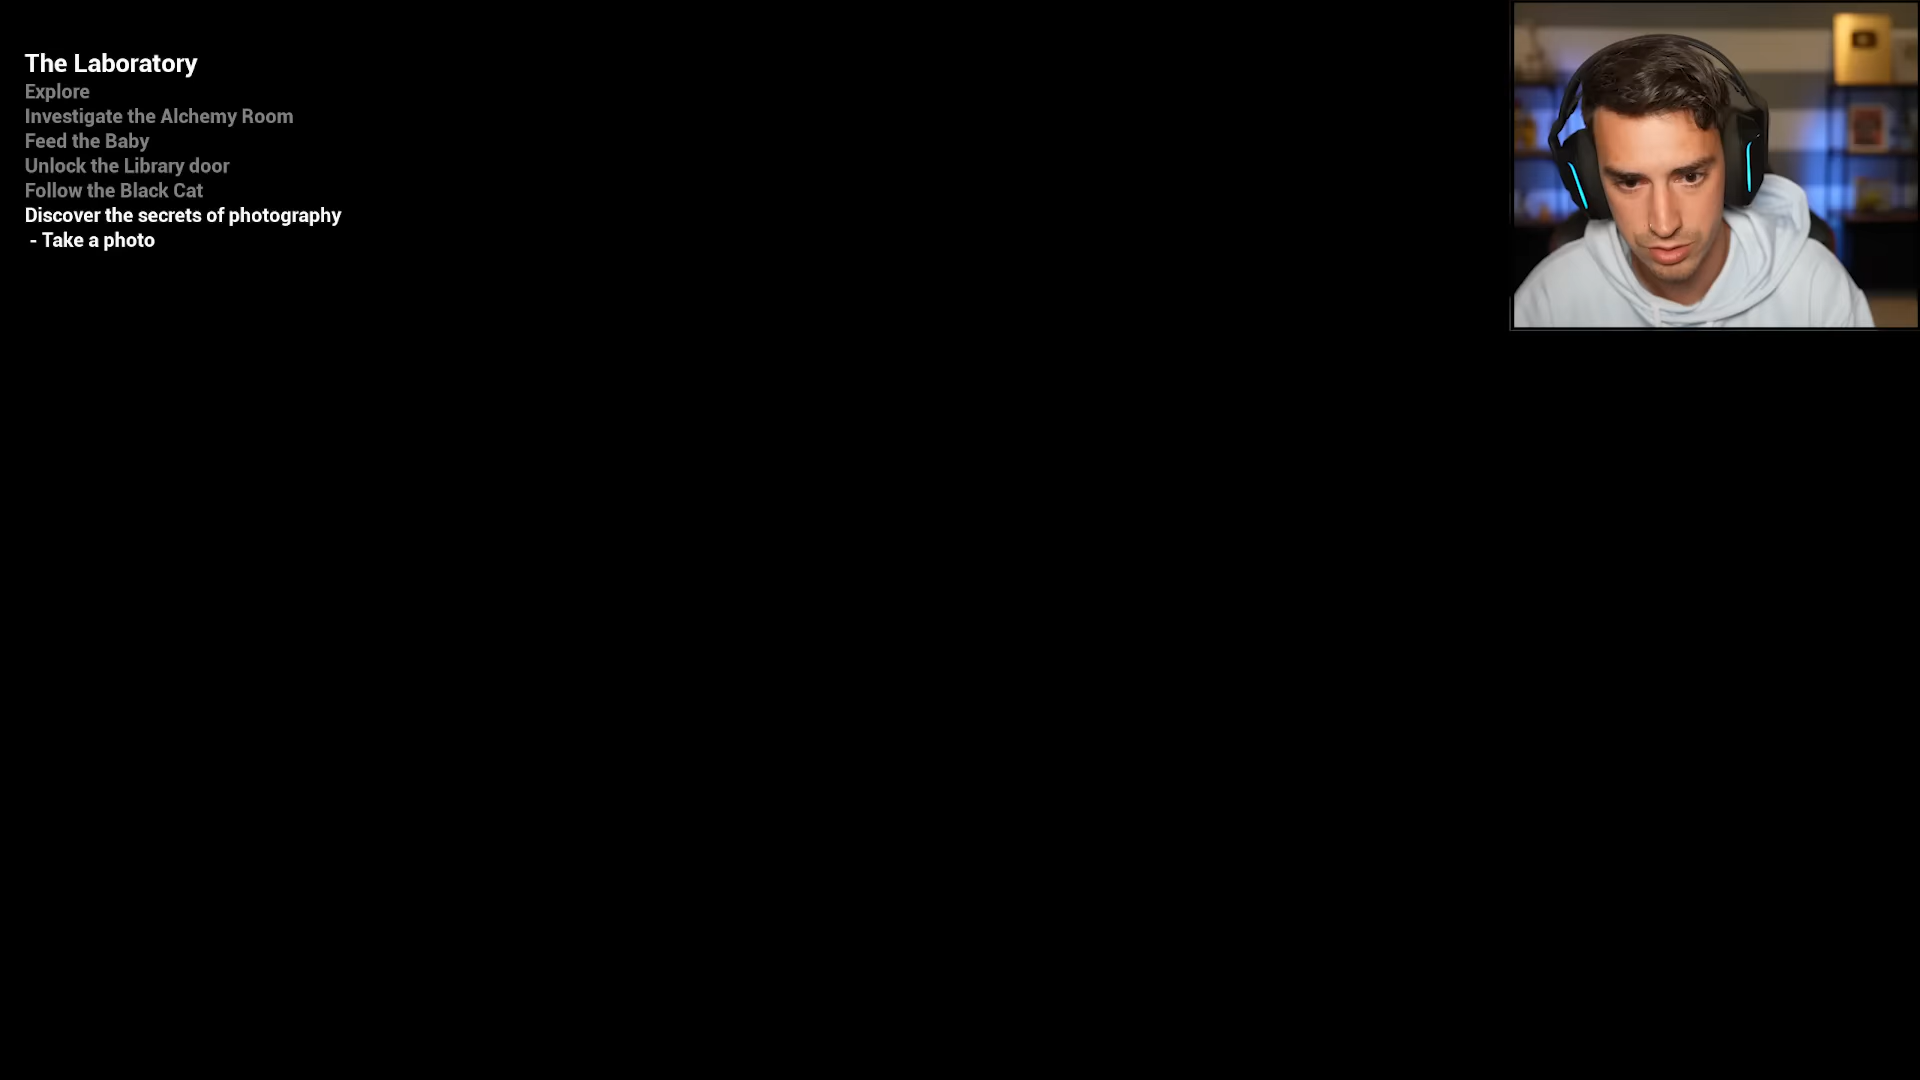 The Laboratory
Explore
Investigate the Alchemy Room
Feed the Baby
Unlock the Library door
Follow the Black Cat
Discover the secrets of photography
- Take a photo